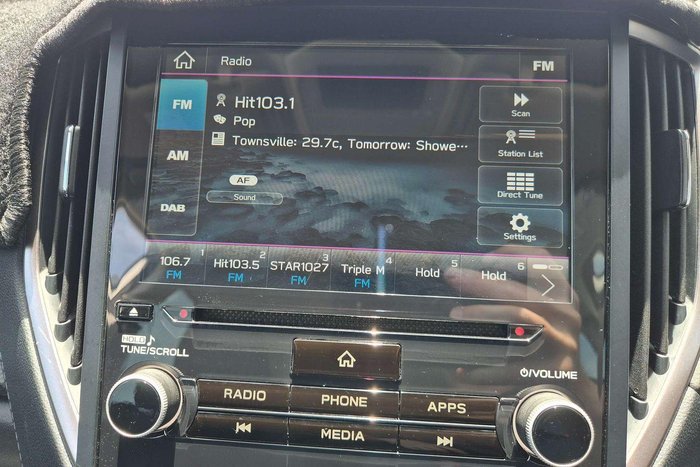 Radio
FM
FM
Hit103.1
Scan
Pop
Townsville: 29.7c, Tomorrow: Showe...
Station List
AM
AF
Direct Tune
Sound
DAB
Settings
106.7 1
FM
Hit103.5 2
FM
STAR1027 3
FM
Triple M 4
FM
Hold 5
Hold 6
HOLD
TUNE/SCROLL
VOLUME
RADIO
PHONE
APPS
MEDIA